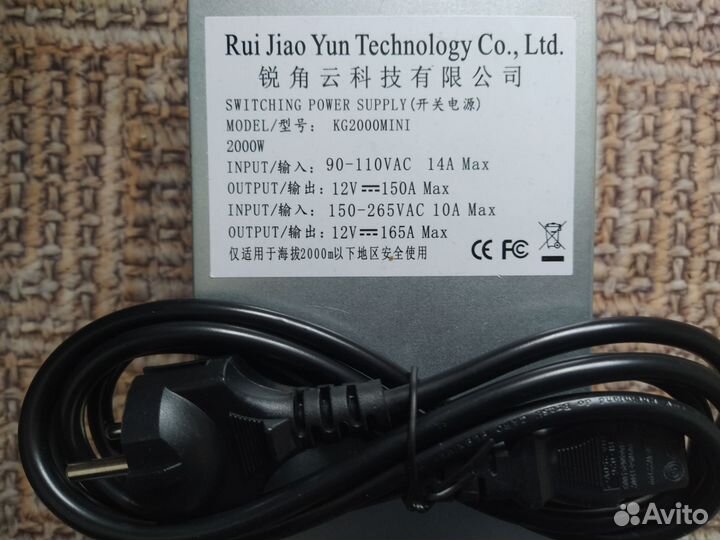 Rui Jiao Yun Technology Co., Ltd.
锐角云科技有限公司
SWITCHING POWER SUPPLY(开关电源)
MODEL/型号: KG2000MINI
2000W
INPUT/输入: 90-110VAC 14A Max
OUTPUT/输出: 12V⎓150A Max
INPUT/输入: 150-265VAC 10A Max
OUTPUT/输出: 12V⎓165A Max
仅适用于海拔2000m以下地区安全使用
CE FC
Avito